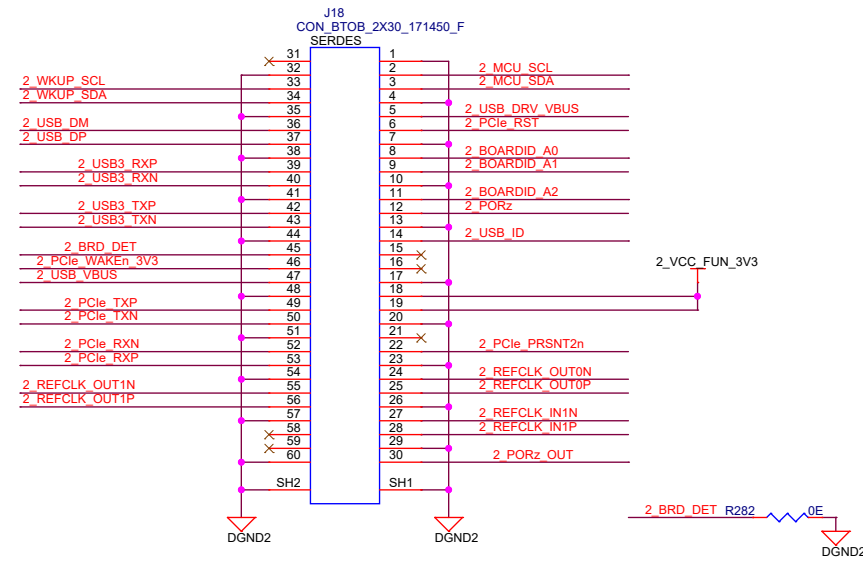 J18
CON_BTOB_2X30_171450_F
SERDES
31 1
32 2 2_MCU_SCL
2_WKUP_SCL 33 3 2_MCU_SDA
2_WKUP_SDA 34 4
35 5 2_USB_DRV_VBUS
2_USB_DM 36 6 2_PCIe_RST
2_USB_DP 37 7
38 8 2_BOARDID_A0
2_USB3_RXP 39 9 2_BOARDID_A1
2_USB3_RXN 40 10
41 11 2_BOARDID_A2
2_USB3_TXP 42 12 2_PORz
2_USB3_TXN 43 13
44 14 2_USB_ID
2_BRD_DET 45 15
2_PCIe_WAKEn_3V3 46 16 2_VCC_FUN_3V3
2_USB_VBUS 47 17
48 18
2_PCIe_TXP 49 19
2_PCIe_TXN 50 20
51 21
2_PCIe_RXN 52 22 2_PCIe_PRSNT2n
2_PCIe_RXP 53 23
54 24 2_REFCLK_OUT0N
2_REFCLK_OUT1N 55 25 2_REFCLK_OUT0P
2_REFCLK_OUT1P 56 26
57 27 2_REFCLK_IN1N
58 28 2_REFCLK_IN1P
59 29
60 30 2_PORz_OUT
SH2 SH1
2_BRD_DET R282 0E
DGND2 DGND2
DGND2